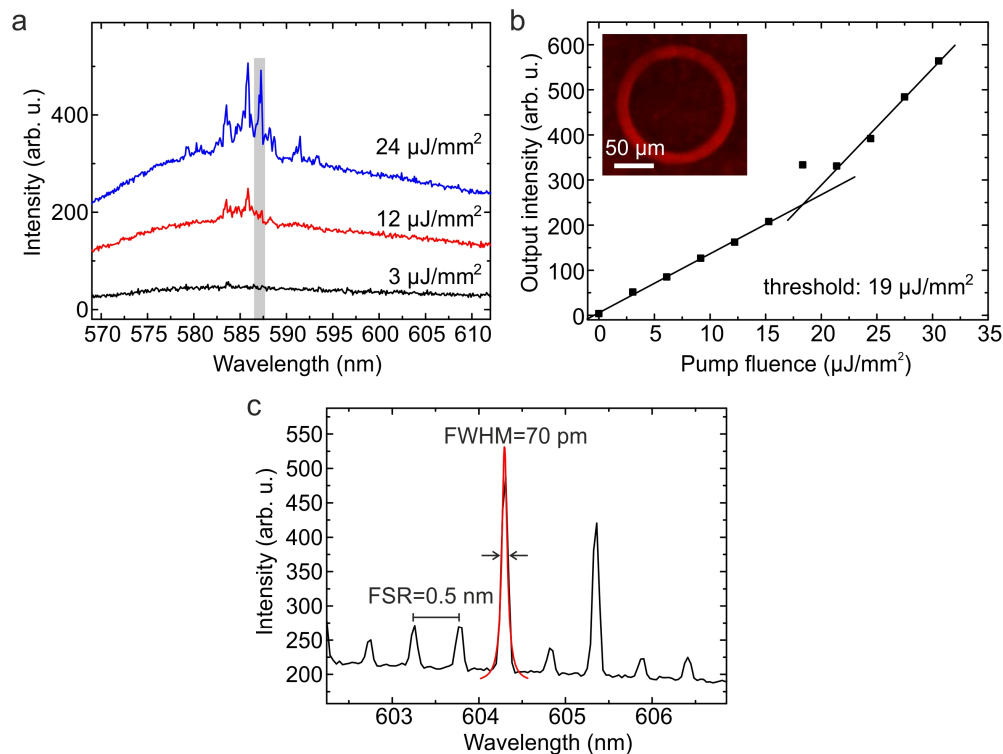 a
Intensity (arb. u.)
400
200
0
24 µJ/mm²
12 µJ/mm²
3 µJ/mm²
570 575 580 585 590 595 600 605 610
Wavelength (nm)
b
Output intensity (arb. u.)
600
500
400
300
200
100
0
50 µm
threshold: 19 µJ/mm²
0 5 10 15 20 25 30 35
Pump fluence (µJ/mm²)
c
Intensity (arb. u.)
550
500
450
400
350
300
250
200
FWHM=70 pm
FSR=0.5 nm
603 604 605 606
Wavelength (nm)